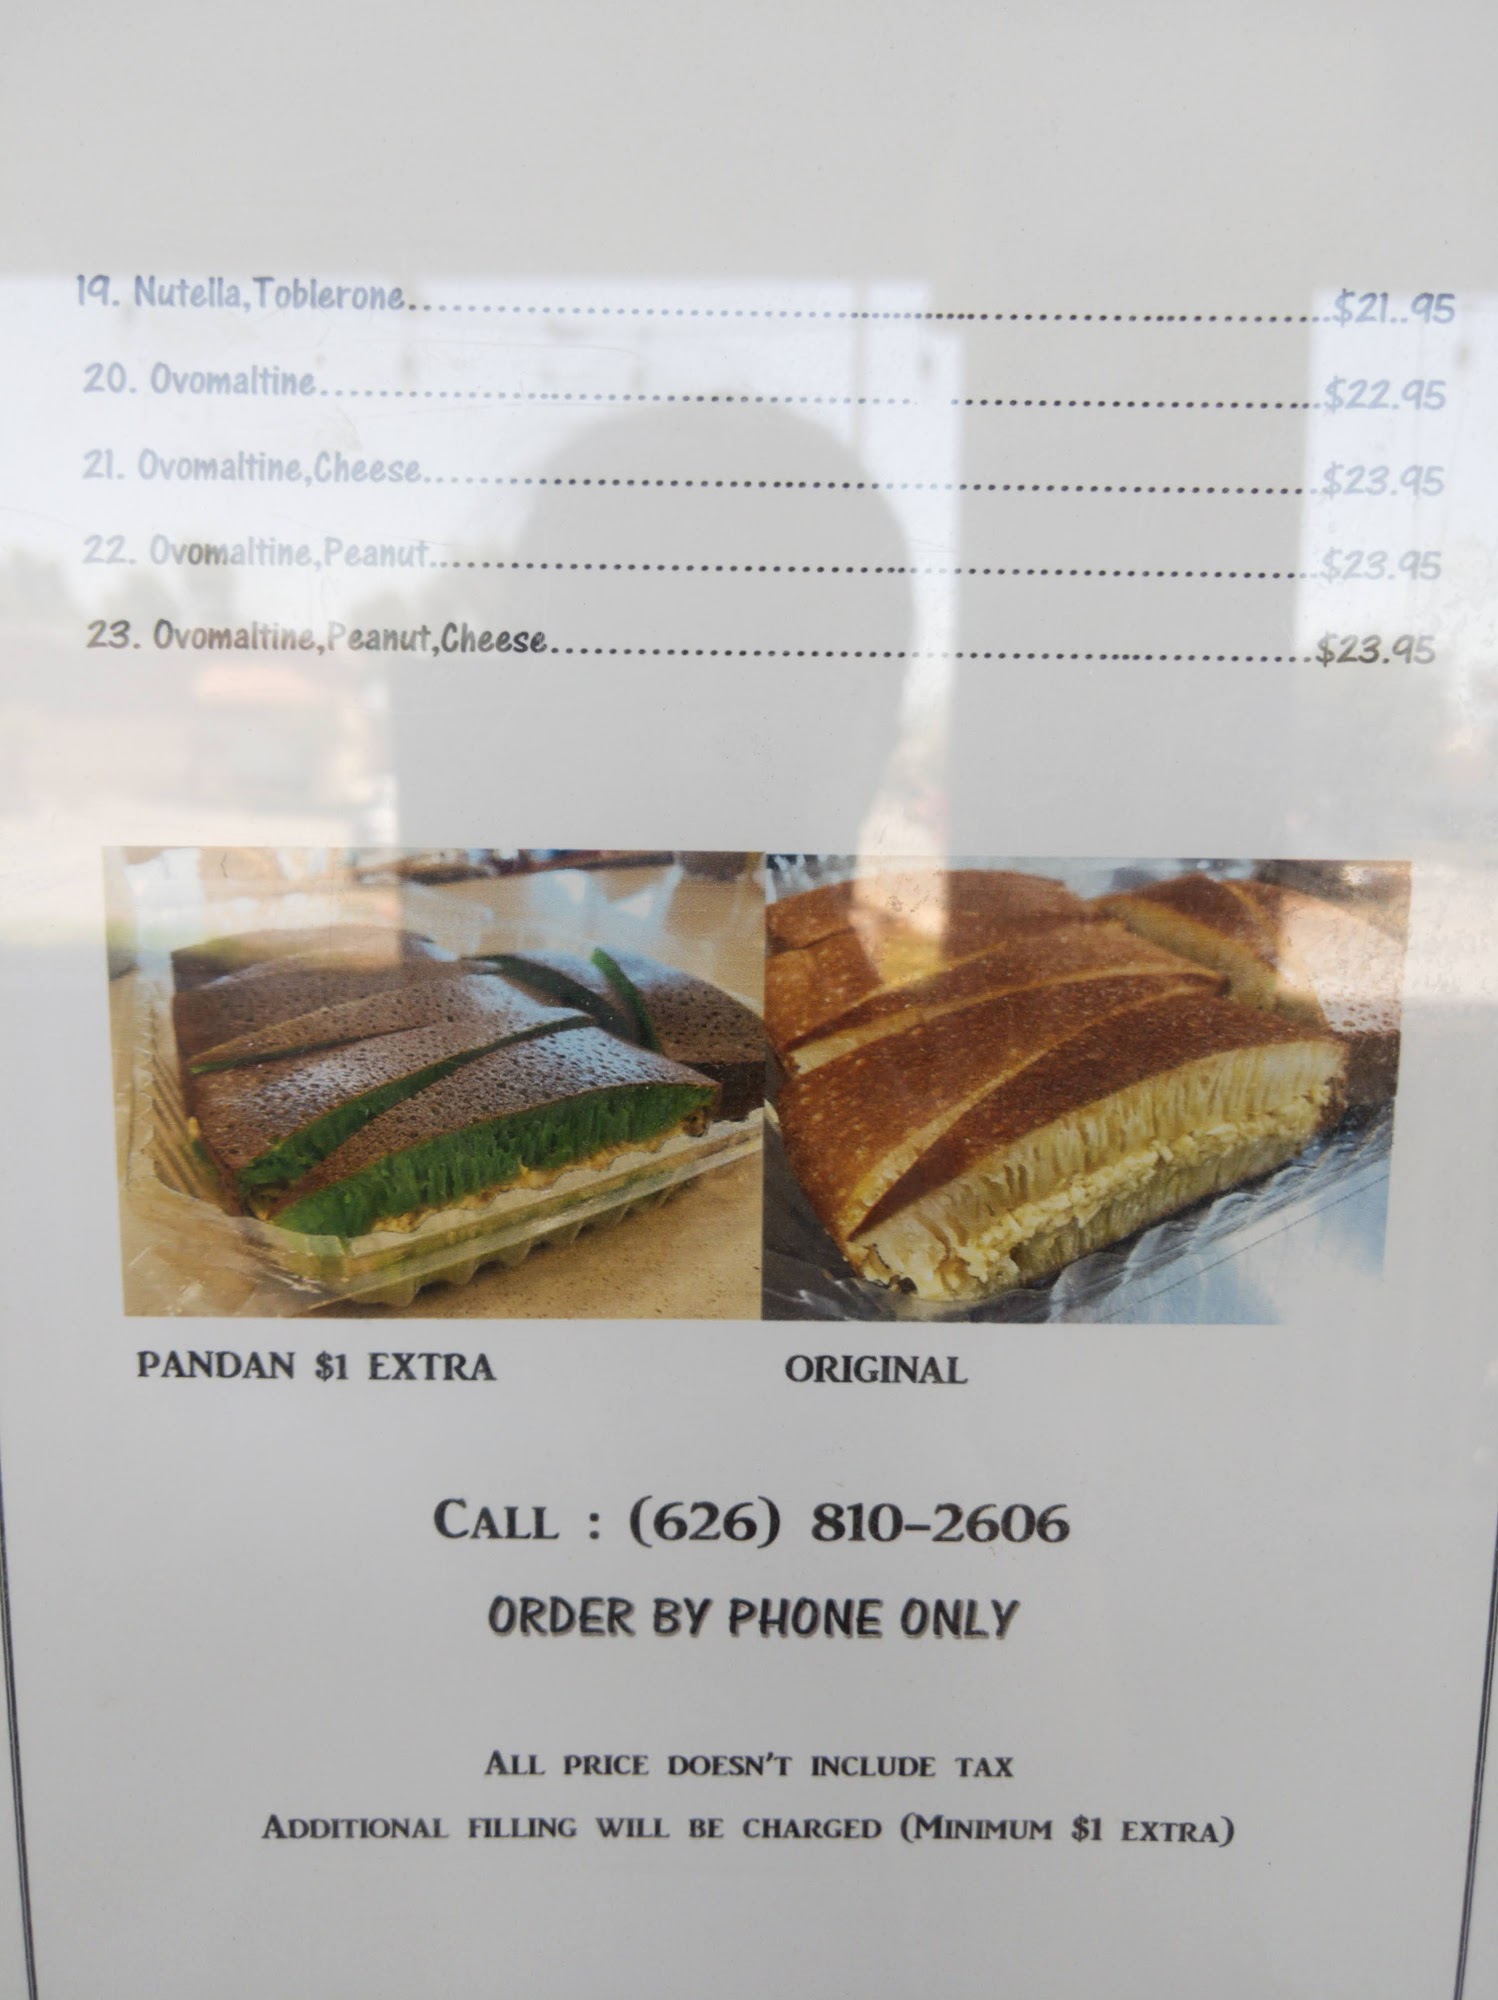 19. Nutella,Toblerone..........$21..95
20. Ovomaltine..........$22.95
21. Ovomaltine,Cheese..........$23.95
22. Ovomaltine,Peanut..........$23.95
23. Ovomaltine,Peanut,Cheese..........$23.95
PANDAN $1 EXTRA
ORIGINAL
CALL : (626) 810-2606
ORDER BY PHONE ONLY
ALL PRICE DOESN'T INCLUDE TAX
ADDITIONAL FILLING WILL BE CHARGED (MINIMUM $1 EXTRA)